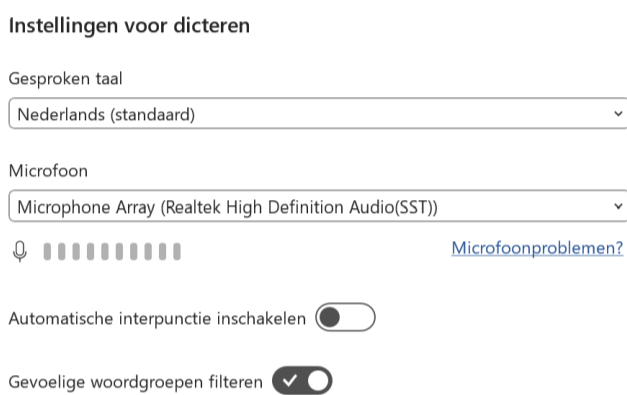 Instellingen voor dicteren
Gesproken taal
Nederlands (standaard)
Microfoon
Microphone Array (Realtek High Definition Audio(SST))
Microfoonproblemen?
Automatische interpunctie inschakelen
Gevoelige woordgroepen filteren